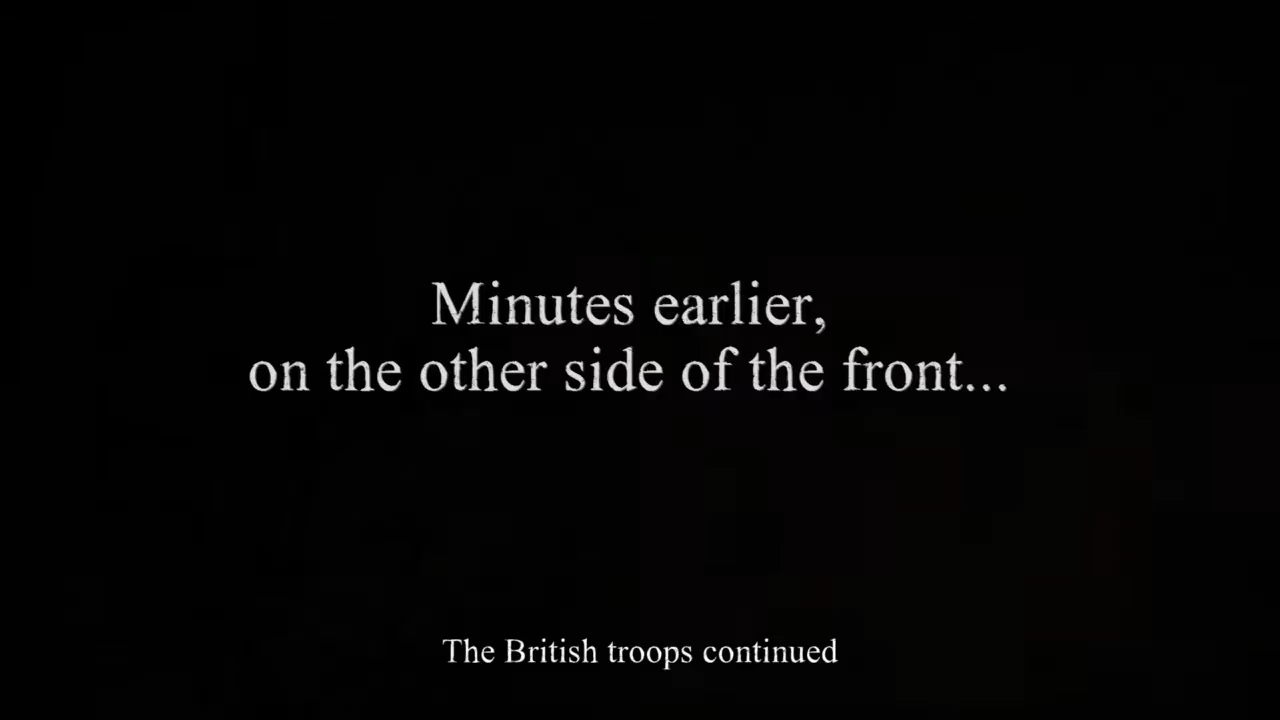 Minutes earlier,
on the other side of the front...
The British troops continued